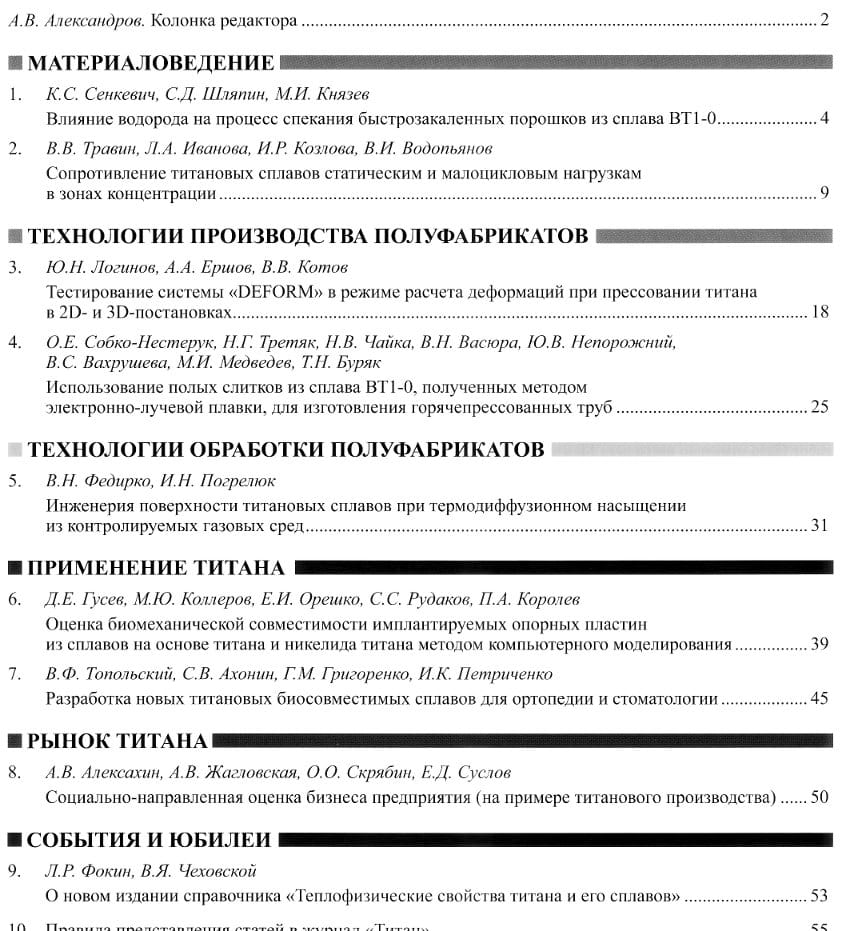 А.В. Александров. Колонка редактора ... 2
МАТЕРИАЛОВЕДЕНИЕ
1. К.С. Сенкевич, С.Д. Шляпин, М.И. Князев
Влияние водорода на процесс спекания быстрозакаленных порошков из сплава ВТ1-0 ... 4
2. В.В. Травин, Л.А. Иванова, И.Р. Козлова, В.И. Водопьянов
Сопротивление титановых сплавов статическим и малоцикловым нагрузкам
в зонах концентрации ... 9
ТЕХНОЛОГИИ ПРОИЗВОДСТВА ПОЛУФАБРИКАТОВ
3. Ю.Н. Логинов, А.А. Ершов, В.В. Котов
Тестирование системы «DEFORM» в режиме расчета деформаций при прессовании титана
в 2D- и 3D-постановках ... 18
4. О.Е. Собко-Нестерук, Н.Г. Третяк, Н.В. Чайка, В.Н. Васюра, Ю.В. Непорожний,
В.С. Вахрушева, М.И. Медведев, Т.Н. Буряк
Использование полых слитков из сплава ВТ1-0, полученных методом
электронно-лучевой плавки, для изготовления горячепрессованных труб ... 25
ТЕХНОЛОГИИ ОБРАБОТКИ ПОЛУФАБРИКАТОВ
5. В.Н. Федирко, И.Н. Погрелюк
Инженерия поверхности титановых сплавов при термодиффузионном насыщении
из контролируемых газовых сред ... 31
ПРИМЕНЕНИЕ ТИТАНА
6. Д.Е. Гусев, М.Ю. Коллеров, Е.И. Орешко, С.С. Рудаков, П.А. Королев
Оценка биомеханической совместимости имплантируемых опорных пластин
из сплавов на основе титана и никелида титана методом компьютерного моделирования ... 39
7. В.Ф. Топольский, С.В. Ахонин, Г.М. Григоренко, И.К. Петриченко
Разработка новых титановых биосовместимых сплавов для ортопедии и стоматологии ... 45
РЫНОК ТИТАНА
8. А.В. Алексахин, А.В. Жагловская, О.О. Скрябин, Е.Д. Суслов
Социально-направленная оценка бизнеса предприятия (на примере титанового производства) ... 50
СОБЫТИЯ И ЮБИЛЕИ
9. Л.Р. Фокин, В.Я. Чеховской
О новом издании справочника «Теплофизические свойства титана и его сплавов» ... 53
10. Правила представления статей в журнал «Титан» ... 55